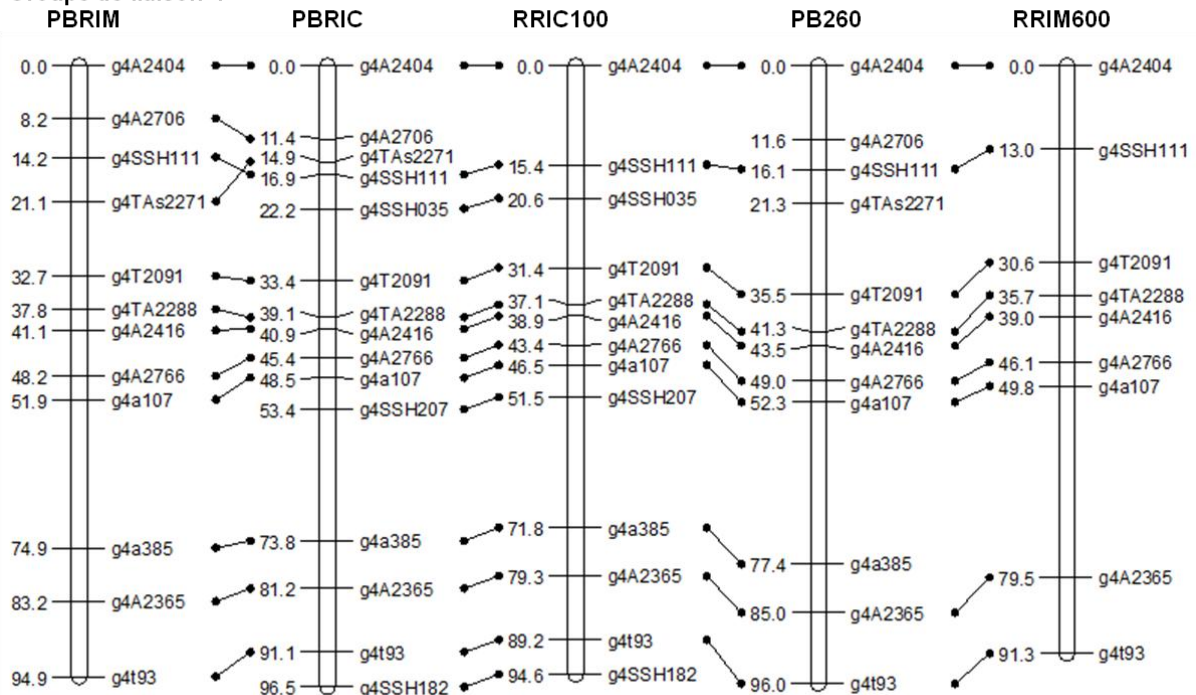 PBRIM PBRIC RRIC100 PB260 RRIM600
0.0 g4A2404
8.2 g4A2706
14.2 g4SSH111
21.1 g4TAs2271
32.7 g4T2091
37.8 g4TA2288
41.1 g4A2416
48.2 g4A2766
51.9 g4a107
74.9 g4a385
83.2 g4A2365
94.9 g4t93
0.0 g4A2404
11.4 g4A2706
14.9 g4TAs2271
16.9 g4SSH111
22.2 g4SSH035
33.4 g4T2091
39.1 g4TA2288
40.9 g4A2416
45.4 g4A2766
48.5 g4a107
53.4 g4SSH207
73.8 g4a385
81.2 g4A2365
91.1 g4t93
96.5 g4SSH182
0.0 g4A2404
15.4 g4SSH111
20.6 g4SSH035
31.4 g4T2091
37.1 g4TA2288
38.9 g4A2416
43.4 g4A2766
46.5 g4a107
51.5 g4SSH207
71.8 g4a385
79.3 g4A2365
89.2 g4t93
94.6 g4SSH182
0.0 g4A2404
11.6 g4A2706
16.1 g4SSH111
21.3 g4TAs2271
35.5 g4T2091
41.3 g4TA2288
43.5 g4A2416
49.0 g4A2766
52.3 g4a107
77.4 g4a385
85.0 g4A2365
96.0 g4t93
0.0 g4A2404
13.0 g4SSH111
30.6 g4T2091
35.7 g4TA2288
39.0 g4A2416
46.1 g4A2766
49.8 g4a107
79.5 g4A2365
91.3 g4t93